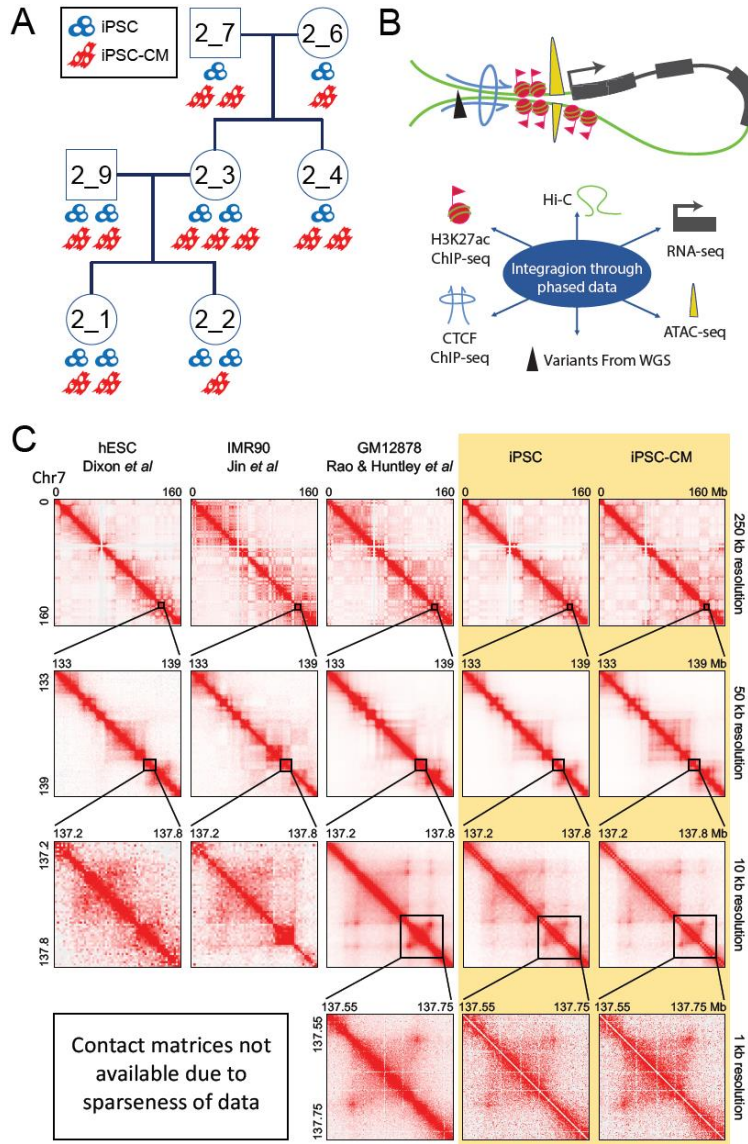 A
iPSC
iPSC-CM
2_7
2_6
2_9
2_3
2_4
2_1
2_2
B
H3K27ac
ChIP-seq
Hi-C
RNA-seq
Integragion through
phased data
CTCF
ChIP-seq
Variants From WGS
ATAC-seq
C
hESC
Dixon et al
IMR90
Jin et al
GM12878
Rao & Huntley et al
iPSC
iPSC-CM
Chr7
0 160
0 160
0 160
0 160
0 160 Mb
0
160
250 kb resolution
133 139
133 139
133 139
133 139
133 139 Mb
133
139
50 kb resolution
137.2 137.8
137.2 137.8
137.2 137.8
137.2 137.8
137.2 137.8 Mb
137.2
137.8
10 kb resolution
Contact matrices not
available due to
sparseness of data
137.55 137.75
137.55 137.75
137.55 137.75 Mb
137.55
137.75
1 kb resolution